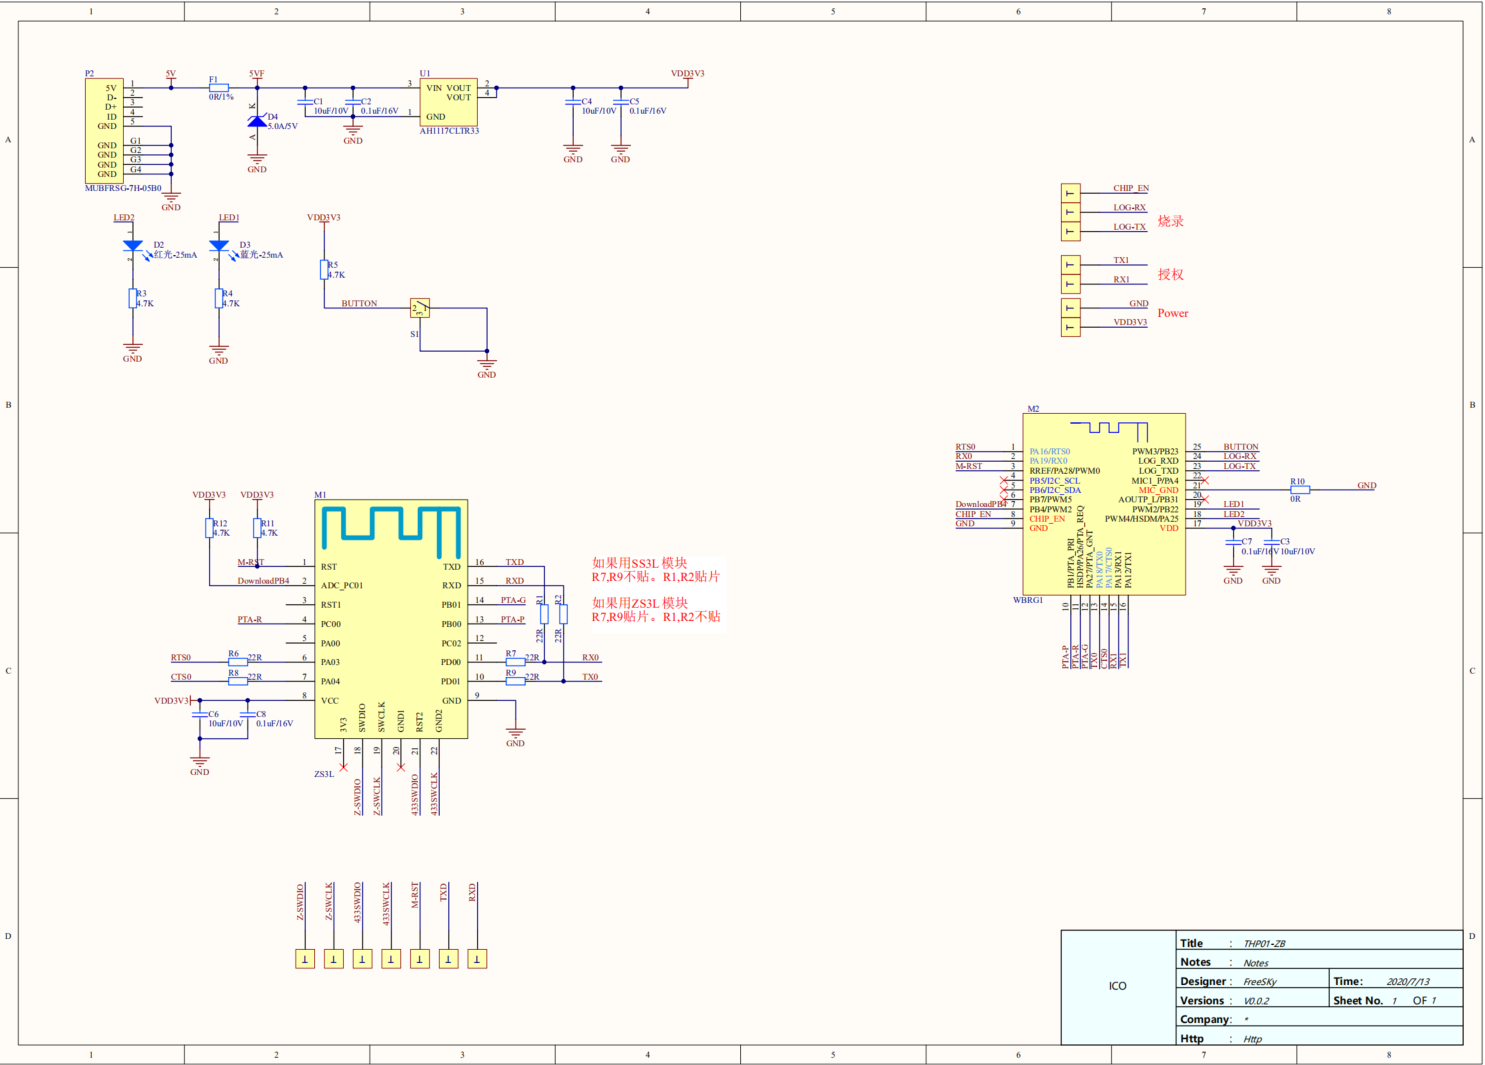 1 2 3 4 5 6 7 8
A
B
C
D
A
B
C
D
P2
5V
D-
D+
ID
GND
GND
GND
GND
GND
1
2
3
4
5
G1
G2
G3
G4
MUBFRSG-7H-05B0
GND
5V
F1
0R/1%
5VF
K
D4
5.0A/5V
A
GND
C1
10uF/10V
C2
0.1uF/16V
GND
U1
3 VIN VOUT 2
VOUT 4
1 GND
AH1117CLTR33
C4
10uF/10V
C5
0.1uF/16V
GND
GND
VDD3V3
LED2
1
D2
红光-25mA
2
R3
4.7K
GND
LED1
1
D3
蓝光-25mA
2
R4
4.7K
GND
VDD3V3
R5
4.7K
BUTTON
2 1
3
S1
GND
CHIP_EN
LOG-RX
LOG-TX
烧录
TX1
RX1
授权
GND
VDD3V3
Power
M2
RTS0 1 PA16/RTS0
RX0 2 PA19/RX0
M-RST 3 RREF/PA28/PWM0
4 PB5/I2C_SCL
5 PB6/I2C_SDA
6 PB7/PWM5
DownloadPB4 7 PB4/PWM2
CHIP_EN 8 CHIP_EN
GND 9 GND
PWM3/PB23 25 BUTTON
LOG_RXD 24 LOG-RX
LOG_TXD 23 LOG-TX
MIC1_P/PA4 22
MIC_GND 21
AOUTP_L/PB31 20
PWM2/PB22 19 LED1
PWM4/HSDM/PA25 18 LED2
VDD 17 VDD3V3
R10
0R
GND
C7
0.1uF/16V
C3
10uF/10V
GND
GND
PB1/PTA_PRI
HSDP/PA26/PTA_REQ
PA27/PTA_GNT
PA18/TX0
PA17/CTS0
PA13/RX1
PA12/TX1
WBRG1
10
11
12
13
14
15
16
PTA-P
PTA-R
PTA-G
TX0
CTS0
RX1
TX1
VDD3V3
VDD3V3
R12
4.7K
R11
4.7K
M1
M-RST 1 RST
DownloadPB4 2 ADC_PC01
3 RST1
PTA-R 4 PC00
5 PA00
RTS0 R6 22R 6 PA03
CTS0 R8 22R 7 PA04
VDD3V3 8 VCC
C6
10uF/10V
C8
0.1uF/16V
GND
TXD 16 TXD
RXD 15 RXD
PB01 14 PTA-G
PB00 13 PTA-P
PC02 12
PD00 11 R7 22R RX0
PD01 10 R9 22R TX0
GND 9
GND
R1
22R
R2
22R
如果用SS3L 模块
R7,R9不贴。R1,R2贴片
如果用ZS3L 模块
R7,R9贴片。R1,R2不贴
3V3
SWDIO
SWCLK
GND1
RST2
GND2
ZS3L
17
18
19
20
21
22
Z-SWDIO
Z-SWCLK
433SWDIO
433SWCLK
Z-SWDIO
Z-SWCLK
433SWDIO
433SWCLK
M-RST
TXD
RXD
ICO
Title : THP01-ZB
Notes : Notes
Designer : FreeSKy Time: 2020/7/13
Versions : V0.0.2 Sheet No. 1 OF 1
Company: *
Http : Http
1 2 3 4 5 6 7 8